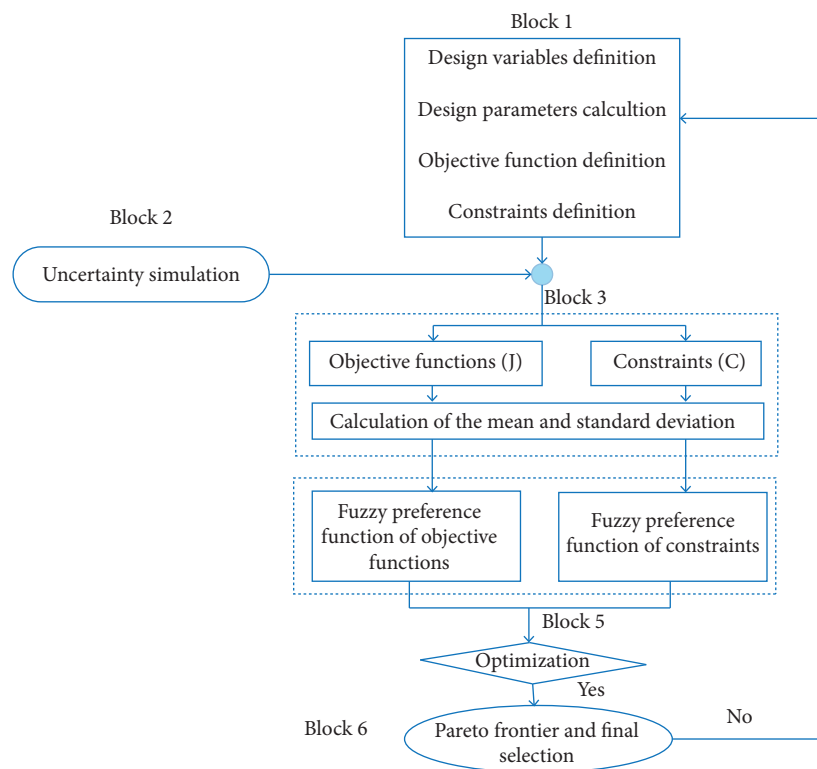 Block 1
Design variables definition
Design parameters calcultion
Objective function definition
Constraints definition
Block 2
Uncertainty simulation
Block 3
Objective functions (J)
Constraints (C)
Calculation of the mean and standard deviation
Fuzzy preference
function of objective
functions
Fuzzy preference
function of constraints
Block 5
Optimization
Yes
Block 6
Pareto frontier and final
selection
No